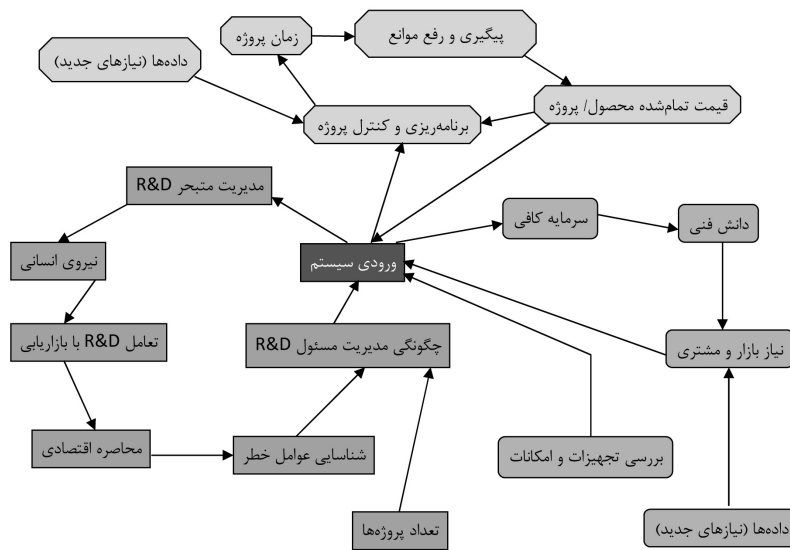 زمان پروژه
پیگیری و رفع موانع
داده‌ها (نیازهای جدید)
قیمت تمام‌شده محصول/ پروژه
برنامه‌ریزی و کنترل پروژه
مدیریت متبحر R&D
سرمایه کافی
دانش فنی
نیروی انسانی
ورودی سیستم
تعامل R&D با بازاریابی
چگونگی مدیریت مسئول R&D
نیاز بازار و مشتری
محاصره اقتصادی
شناسایی عوامل خطر
بررسی تجهیزات و امکانات
تعداد پروژه‌ها
داده‌ها (نیازهای جدید)